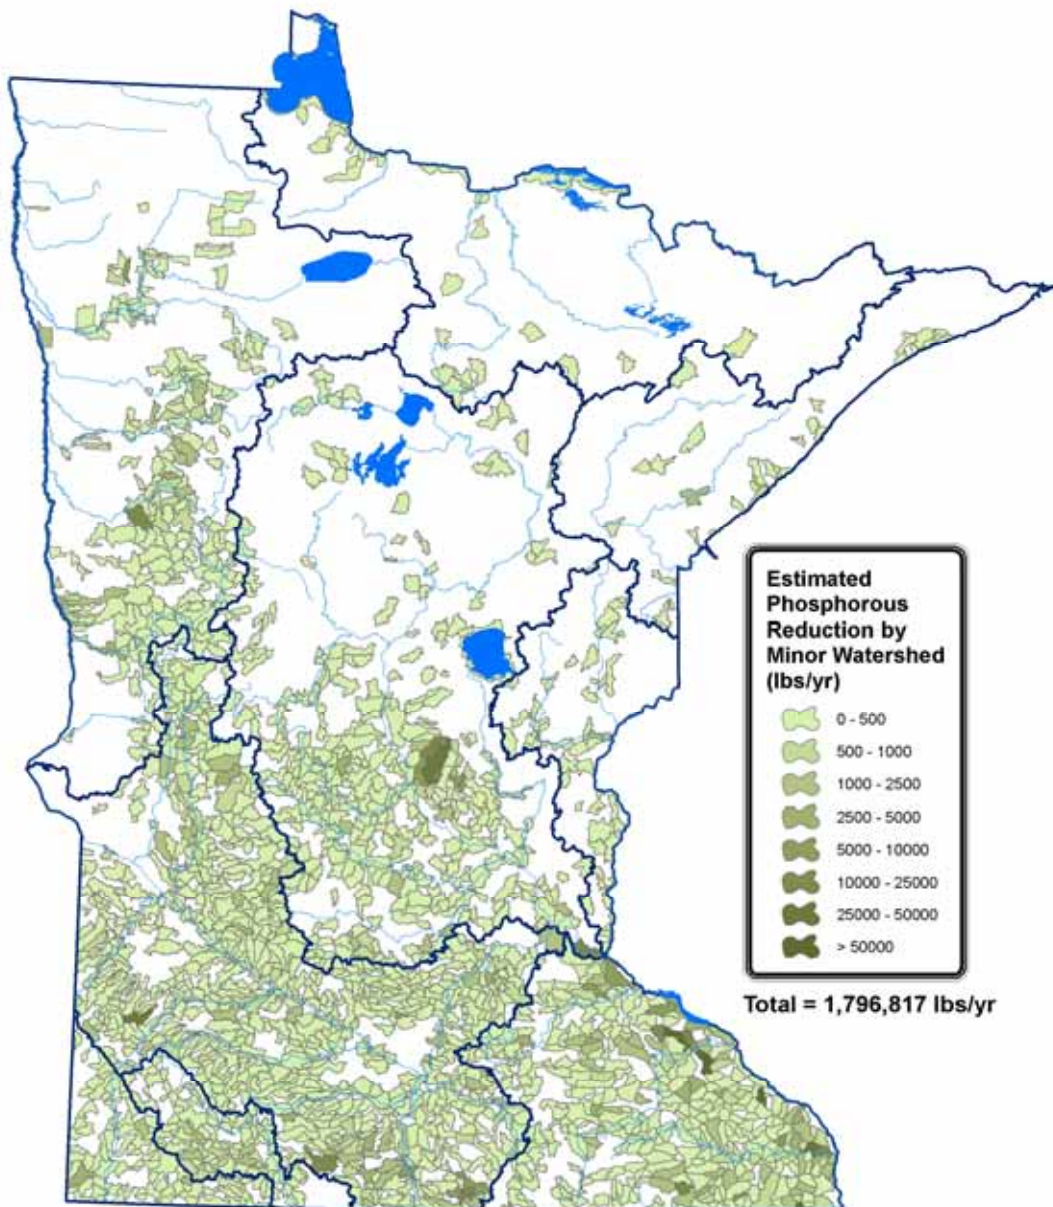 Estimated
Phosphorous
Reduction by
Minor Watershed
(lbs/yr)
0 - 500
500 - 1000
1000 - 2500
2500 - 5000
5000 - 10000
10000 - 25000
25000 - 50000
> 50000
Total = 1,796,817 lbs/yr